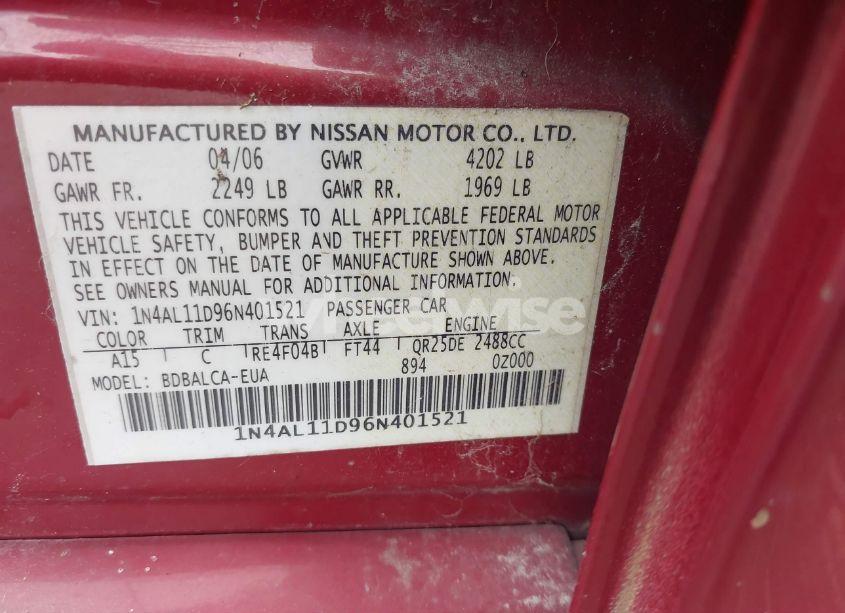 MANUFACTURED BY NISSAN MOTOR CO., LTD.
DATE 04/06 GVWR 4202 LB
GAWR FR. 2249 LB GAWR RR. 1969 LB
THIS VEHICLE CONFORMS TO ALL APPLICABLE FEDERAL MOTOR
VEHICLE SAFETY, BUMPER AND THEFT PREVENTION STANDARDS
IN EFFECT ON THE DATE OF MANUFACTURE SHOWN ABOVE.
SEE OWNERS MANUAL FOR ADDITIONAL INFORMATION.
VIN: 1N4AL11D96N401521 PASSENGER CAR
COLOR TRIM TRANS AXLE ENGINE
A15 C RE4F04B FT44 QR25DE 2488CC
MODEL: BDBALCA-EUA 894 0Z000
1N4AL11D96N401521